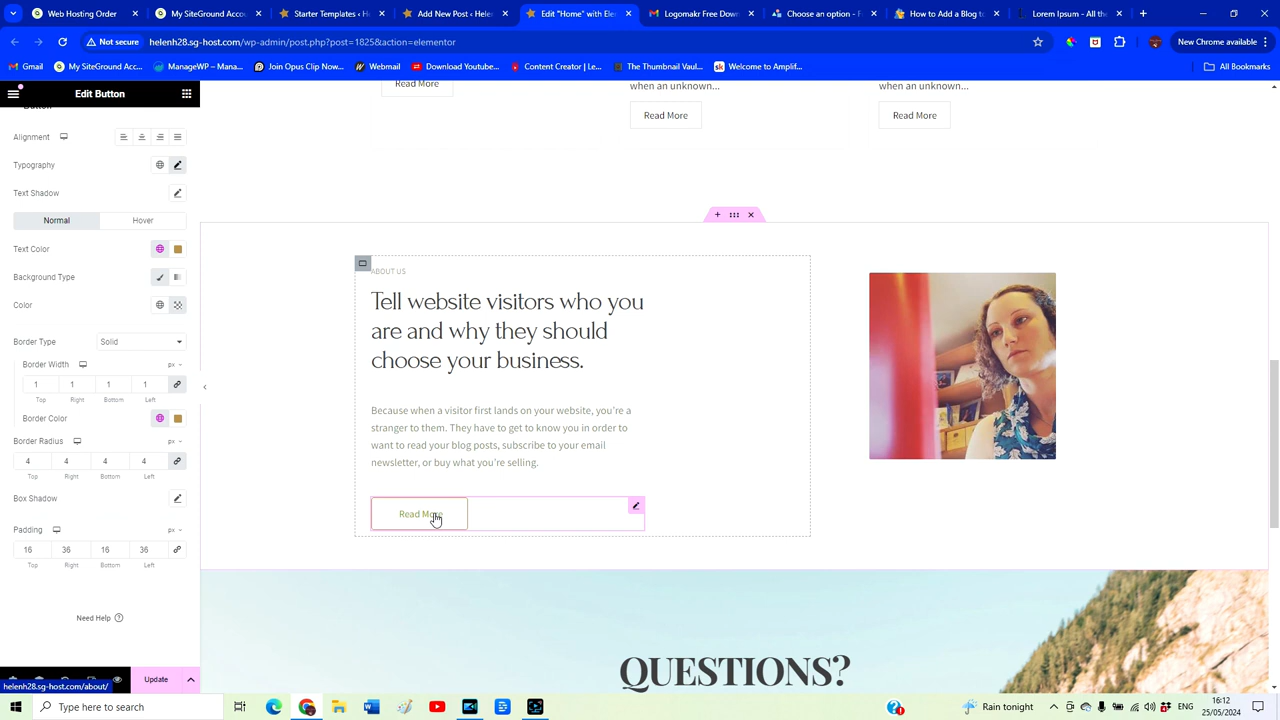 Web Hosting Order
My SiteGround Acco
Starter Templates ‹ H
Add New Post ‹ Helen
Edit "Home" with Elem
Logomakr Food Blog L
Choose an option - F
How to Add a Blog to
Lorem Ipsum - All the
Not secure
helenh28.sg-host.com/wp-admin/post.php?post=1825&action=elementor
New Chrome available
Gmail
My SiteGround Acc...
ManageWP – Mana...
Join Opus Clip Now...
Webmail
Download Youtube...
Content Creator | Le...
The Thumbnail Vaul...
Welcome to Amplif...
All Bookmarks
Edit Button
Button
Alignment
Typography
Text Shadow
Normal
Hover
Text Color
Background Type
Color
Border Type
Solid
Border Width
px
1 1 1 1
Top Right Bottom Left
Border Color
Border Radius
px
4 4 4 4
Top Right Bottom Left
Box Shadow
Padding
px
16 36 16 36
Top Right Bottom Left
Need Help
Update
helenh28.sg-host.com/about/
Read More
when an unknown...
Read More
when an unknown...
Read More
ABOUT US
Tell website visitors who you
are and why they should
choose your business.
Because when a visitor first lands on your website, you're a
stranger to them. They have to get to know you in order to
want to read your blog posts, subscribe to your email
newsletter, or buy what you're selling.
Read More
QUESTIONS?
Type here to search
Rain tonight
ENG
16:12
25/05/2024